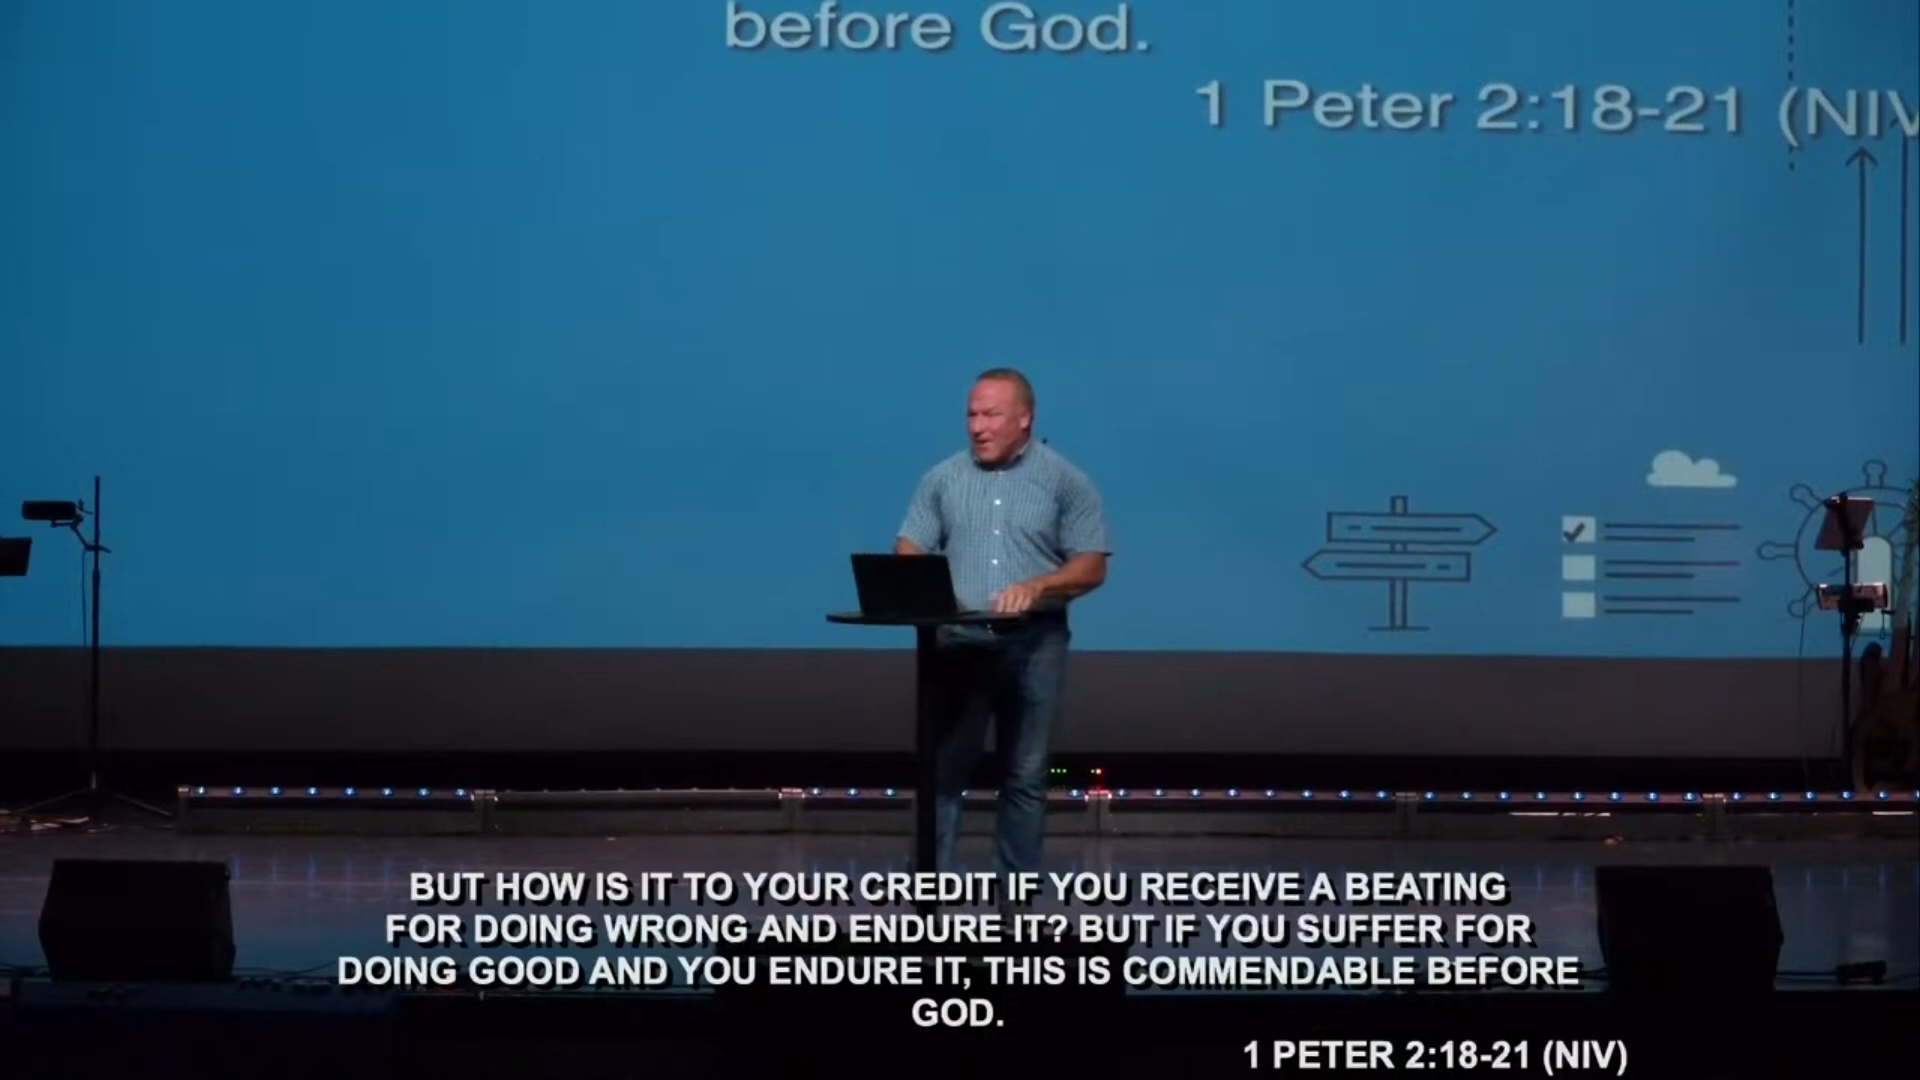 before God.
1 Peter 2:18-21 (NIV
BUT HOW IS IT TO YOUR CREDIT IF YOU RECEIVE A BEATING
FOR DOING WRONG AND ENDURE IT? BUT IF YOU SUFFER FOR
DOING GOOD AND YOU ENDURE IT, THIS IS COMMENDABLE BEFORE
GOD.
1 PETER 2:18-21 (NIV)